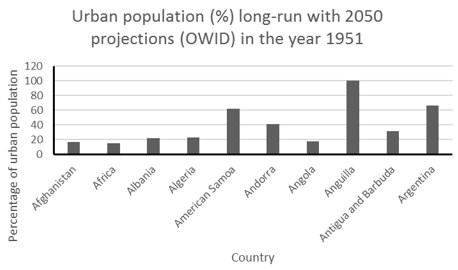 Urban population (%) long-run with 2050
projections (OWID) in the year 1951
Percentage of urban population
120
100
80
60
40
20
0
Afghanistan
Africa
Albania
Algeria
American Samoa
Andorra
Angola
Anguilla
Antigua and Barbuda
Argentina
Country